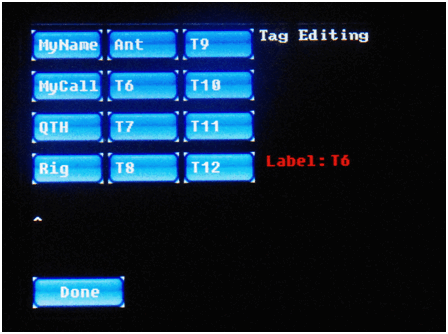 MyName Ant T9 Tag Editing
MyCall T6 T10
QTH T7 T11
Rig T8 T12 Label: T6
^
Done